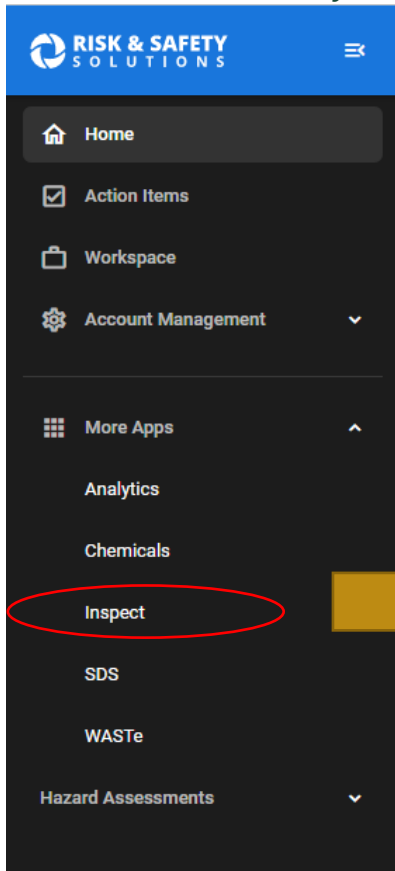 RISK & SAFETY
SOLUTIONS
Home
Action Items
Workspace
Account Management
More Apps
Analytics
Chemicals
Inspect
SDS
WASTe
Hazard Assessments